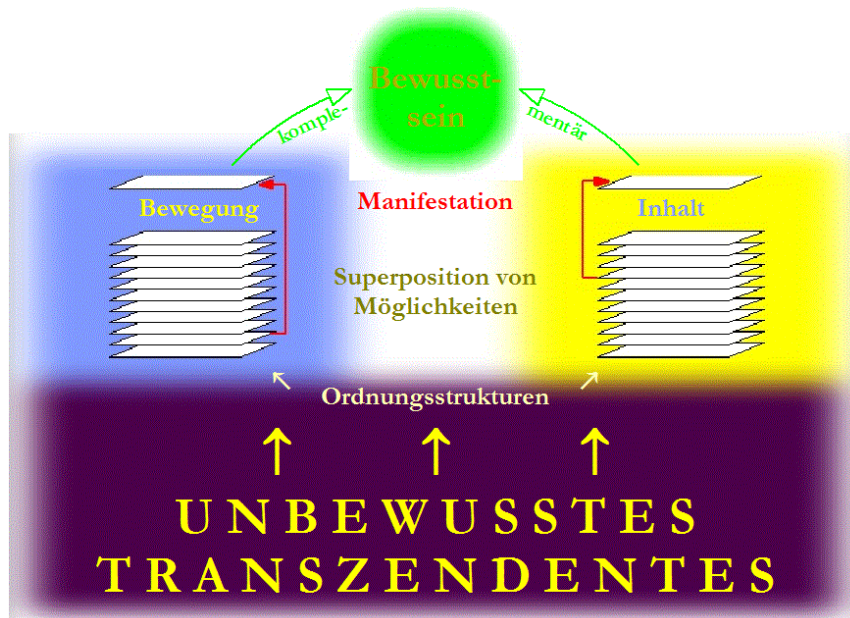 Bewusst-
sein
komple-
mentär
Manifestation
Bewegung
Inhalt
Superposition von
Möglichkeiten
Ordnungsstrukturen
UNBEWUSSTES
TRANSZENDENTES